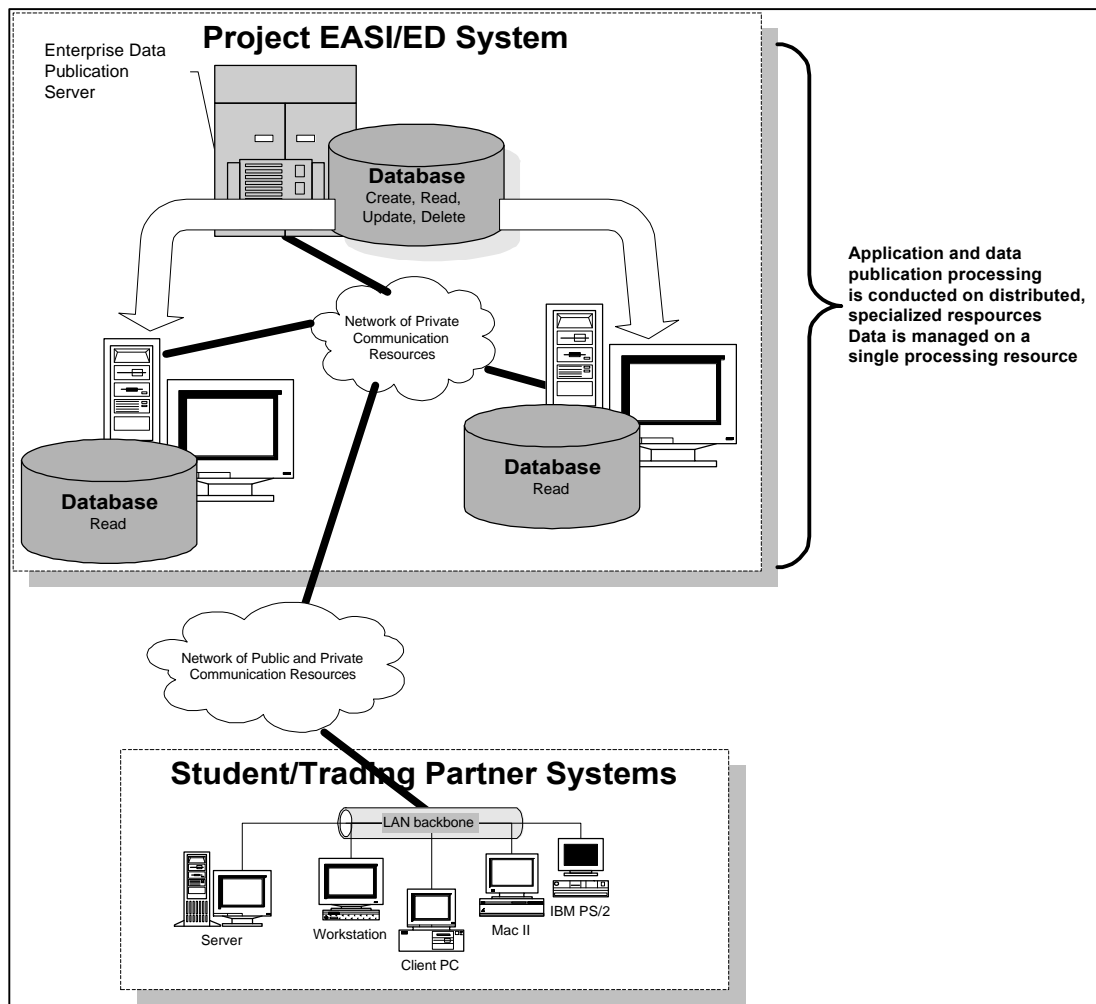 Project EASI/ED System
Enterprise Data
Publication
Server
Database
Create, Read,
Update, Delete
Network of Private
Communication
Resources
Database
Read
Database
Read
Application and data
publication processing
is conducted on distributed,
specialized respources
Data is managed on a
single processing resource
Network of Public and Private
Communication Resources
Student/Trading Partner Systems
LAN backbone
Server
Workstation
Client PC
Mac II
IBM PS/2